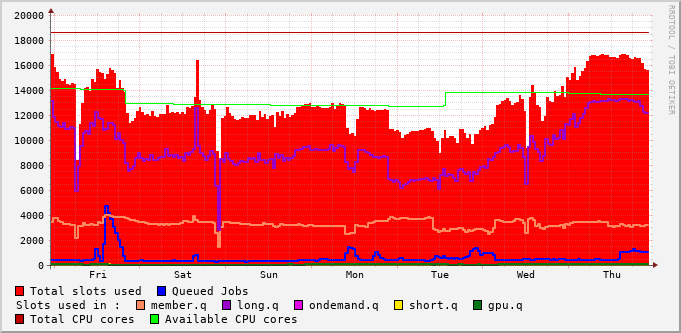 RRDTOOL / TOBI OETIKER
20000
18000
16000
14000
12000
10000
8000
6000
4000
2000
0
Fri Sat Sun Mon Tue Wed Thu
Total slots used Queued Jobs
Slots used in : member.q long.q ondemand.q short.q gpu.q
Total CPU cores Available CPU cores